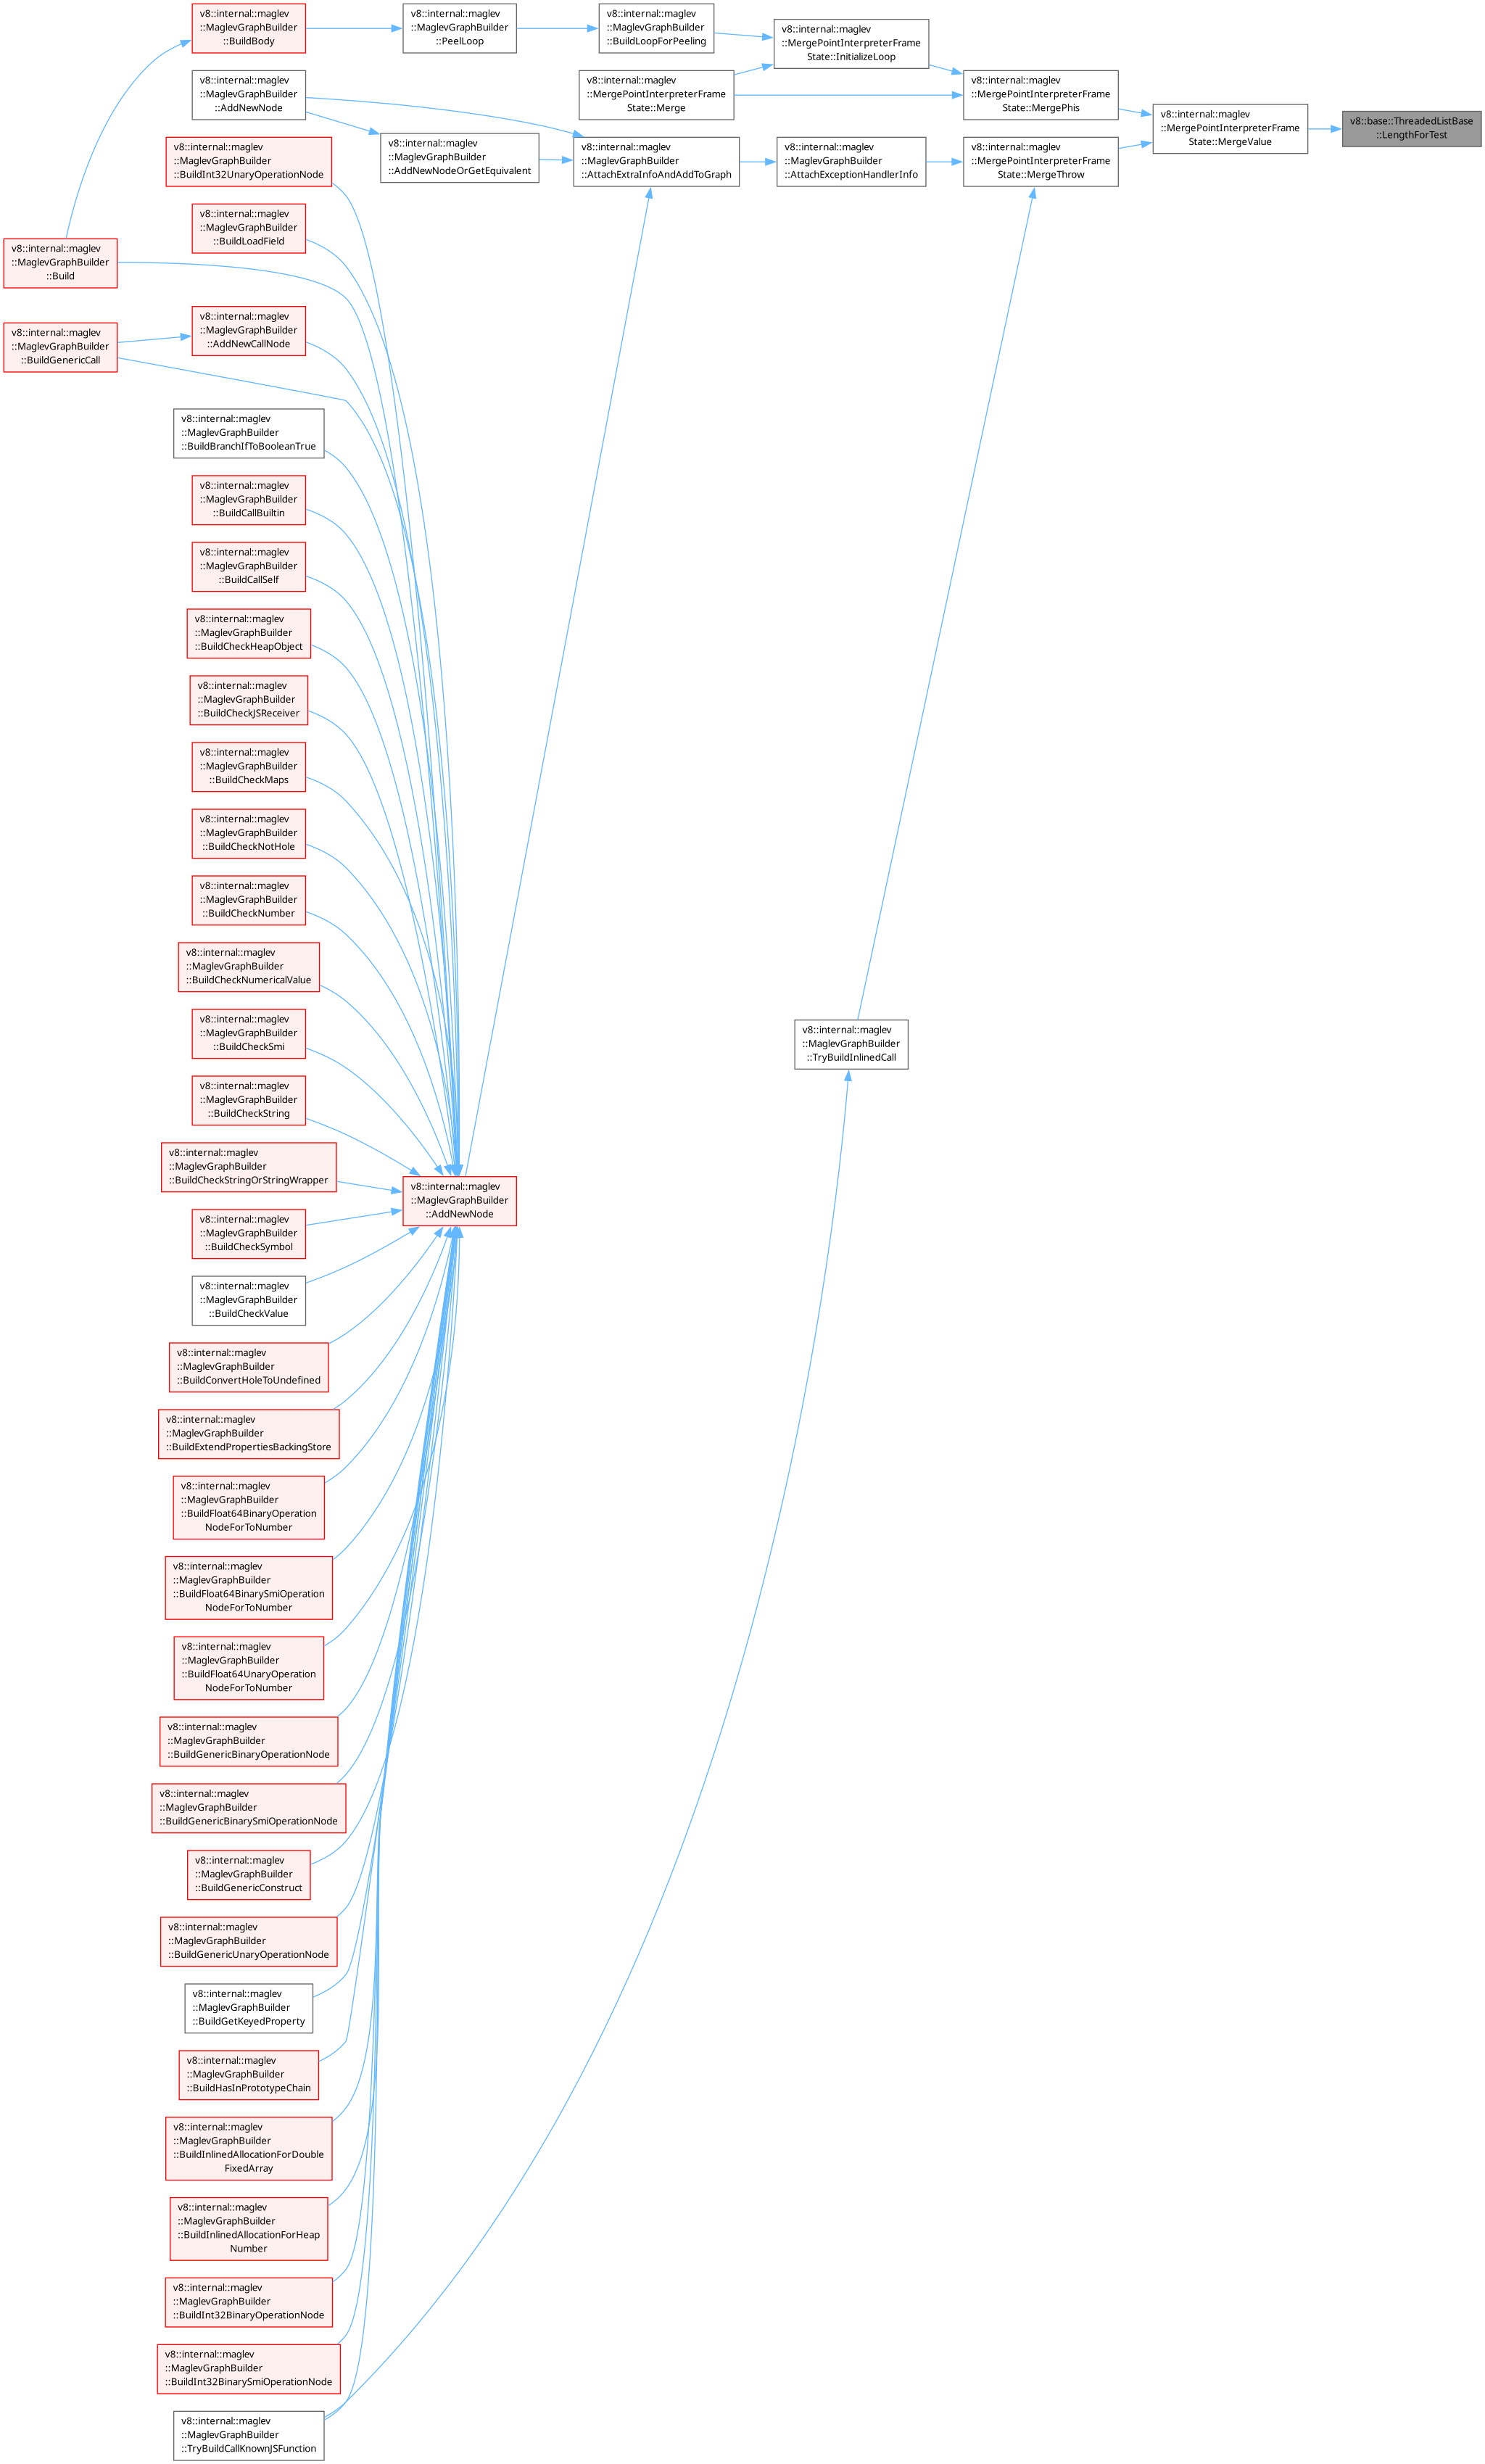 v8::internal::maglev
::MaglevGraphBuilder
::BuildBody
v8::internal::maglev
::MaglevGraphBuilder
::PeelLoop
v8::internal::maglev
::MaglevGraphBuilder
::BuildLoopForPeeling
v8::internal::maglev
::MergePointInterpreterFrame
State::InitializeLoop
v8::internal::maglev
::MaglevGraphBuilder
::AddNewNode
v8::internal::maglev
::MergePointInterpreterFrame
State::Merge
v8::internal::maglev
::MergePointInterpreterFrame
State::MergePhis
v8::internal::maglev
::MergePointInterpreterFrame
State::MergeValue
v8::base::ThreadedListBase
::LengthForTest
v8::internal::maglev
::MaglevGraphBuilder
::BuildInt32UnaryOperationNode
v8::internal::maglev
::MaglevGraphBuilder
::AddNewNodeOrGetEquivalent
v8::internal::maglev
::MaglevGraphBuilder
::AttachExtraInfoAndAddToGraph
v8::internal::maglev
::MaglevGraphBuilder
::AttachExceptionHandlerInfo
v8::internal::maglev
::MergePointInterpreterFrame
State::MergeThrow
v8::internal::maglev
::MaglevGraphBuilder
::BuildLoadField
v8::internal::maglev
::MaglevGraphBuilder
::Build
v8::internal::maglev
::MaglevGraphBuilder
::AddNewCallNode
v8::internal::maglev
::MaglevGraphBuilder
::BuildGenericCall
v8::internal::maglev
::MaglevGraphBuilder
::BuildBranchIfToBooleanTrue
v8::internal::maglev
::MaglevGraphBuilder
::BuildCallBuiltin
v8::internal::maglev
::MaglevGraphBuilder
::BuildCallSelf
v8::internal::maglev
::MaglevGraphBuilder
::BuildCheckHeapObject
v8::internal::maglev
::MaglevGraphBuilder
::BuildCheckJSReceiver
v8::internal::maglev
::MaglevGraphBuilder
::BuildCheckMaps
v8::internal::maglev
::MaglevGraphBuilder
::BuildCheckNotHole
v8::internal::maglev
::MaglevGraphBuilder
::BuildCheckNumber
v8::internal::maglev
::MaglevGraphBuilder
::BuildCheckNumericalValue
v8::internal::maglev
::MaglevGraphBuilder
::BuildCheckSmi
v8::internal::maglev
::MaglevGraphBuilder
::TryBuildInlinedCall
v8::internal::maglev
::MaglevGraphBuilder
::BuildCheckString
v8::internal::maglev
::MaglevGraphBuilder
::BuildCheckStringOrStringWrapper
v8::internal::maglev
::MaglevGraphBuilder
::AddNewNode
v8::internal::maglev
::MaglevGraphBuilder
::BuildCheckSymbol
v8::internal::maglev
::MaglevGraphBuilder
::BuildCheckValue
v8::internal::maglev
::MaglevGraphBuilder
::BuildConvertHoleToUndefined
v8::internal::maglev
::MaglevGraphBuilder
::BuildExtendPropertiesBackingStore
v8::internal::maglev
::MaglevGraphBuilder
::BuildFloat64BinaryOperation
NodeForToNumber
v8::internal::maglev
::MaglevGraphBuilder
::BuildFloat64BinarySmiOperation
NodeForToNumber
v8::internal::maglev
::MaglevGraphBuilder
::BuildFloat64UnaryOperation
NodeForToNumber
v8::internal::maglev
::MaglevGraphBuilder
::BuildGenericBinaryOperationNode
v8::internal::maglev
::MaglevGraphBuilder
::BuildGenericBinarySmiOperationNode
v8::internal::maglev
::MaglevGraphBuilder
::BuildGenericConstruct
v8::internal::maglev
::MaglevGraphBuilder
::BuildGenericUnaryOperationNode
v8::internal::maglev
::MaglevGraphBuilder
::BuildGetKeyedProperty
v8::internal::maglev
::MaglevGraphBuilder
::BuildHasInPrototypeChain
v8::internal::maglev
::MaglevGraphBuilder
::BuildInlinedAllocationForDouble
FixedArray
v8::internal::maglev
::MaglevGraphBuilder
::BuildInlinedAllocationForHeap
Number
v8::internal::maglev
::MaglevGraphBuilder
::BuildInt32BinaryOperationNode
v8::internal::maglev
::MaglevGraphBuilder
::BuildInt32BinarySmiOperationNode
v8::internal::maglev
::MaglevGraphBuilder
::TryBuildCallKnownJSFunction